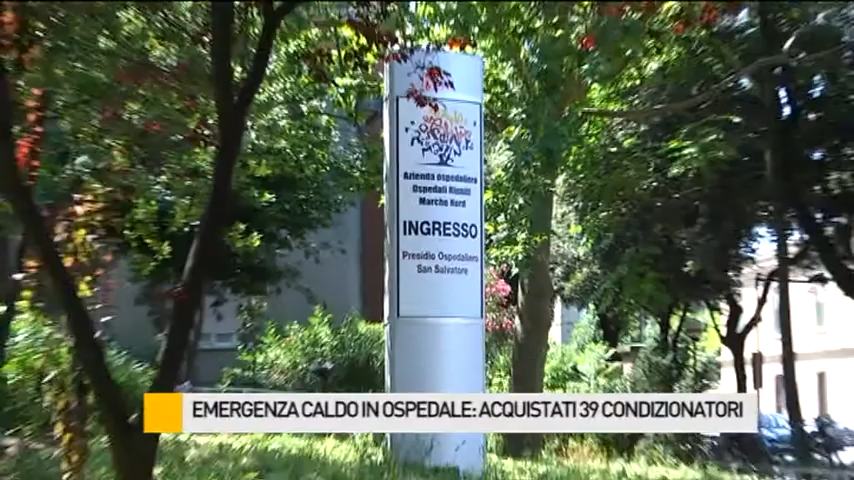 Azienda ospedaliera
Ospedali Riuniti
Marche Nord
INGRESSO
Presidio Ospedaliero
San Salvatore
EMERGENZA CALDO IN OSPEDALE: ACQUISTATI 39 CONDIZIONATORI